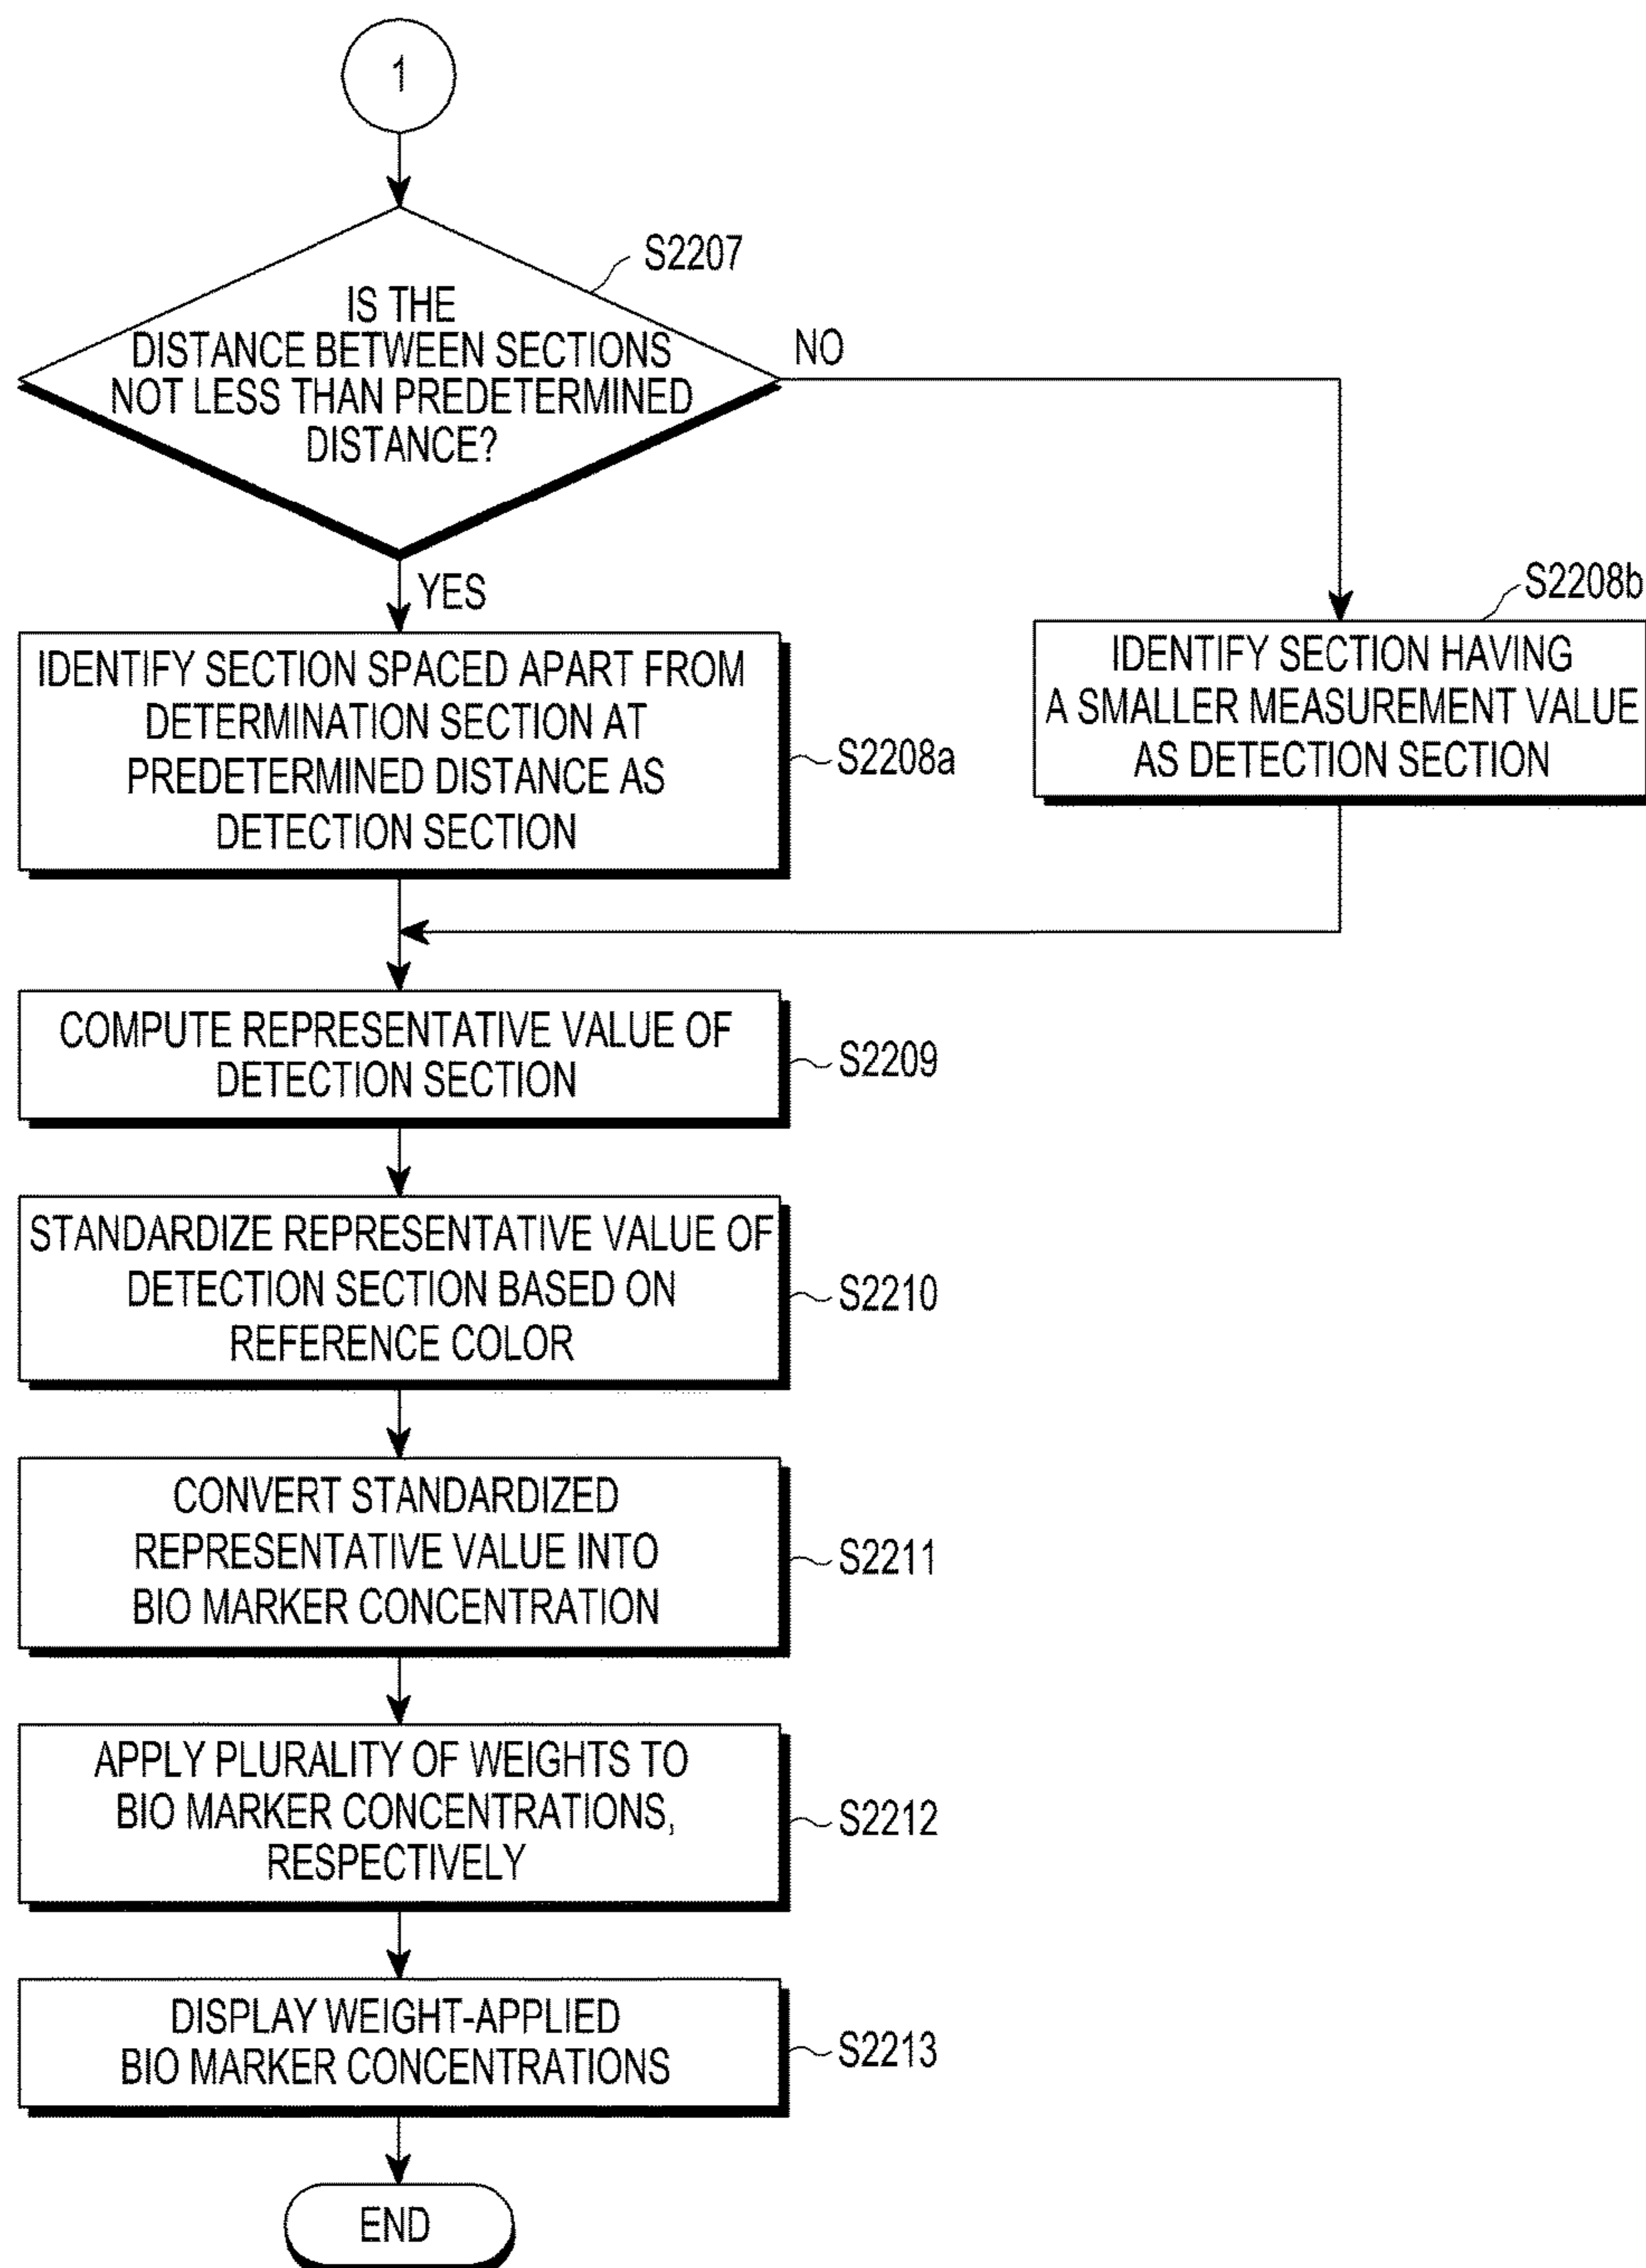 1
S2207
IS THE
DISTANCE BETWEEN SECTIONS
NOT LESS THAN PREDETERMINED
DISTANCE?
NO
YES
IDENTIFY SECTION SPACED APART FROM
DETERMINATION SECTION AT
PREDETERMINED DISTANCE AS
DETECTION SECTION
S2208a
S2208b
IDENTIFY SECTION HAVING
A SMALLER MEASUREMENT VALUE
AS DETECTION SECTION
COMPUTE REPRESENTATIVE VALUE OF
DETECTION SECTION
S2209
STANDARDIZE REPRESENTATIVE VALUE OF
DETECTION SECTION BASED ON
REFERENCE COLOR
S2210
CONVERT STANDARDIZED
REPRESENTATIVE VALUE INTO
BIO MARKER CONCENTRATION
S2211
APPLY PLURALITY OF WEIGHTS TO
BIO MARKER CONCENTRATIONS,
RESPECTIVELY
S2212
DISPLAY WEIGHT-APPLIED
BIO MARKER CONCENTRATIONS
S2213
END